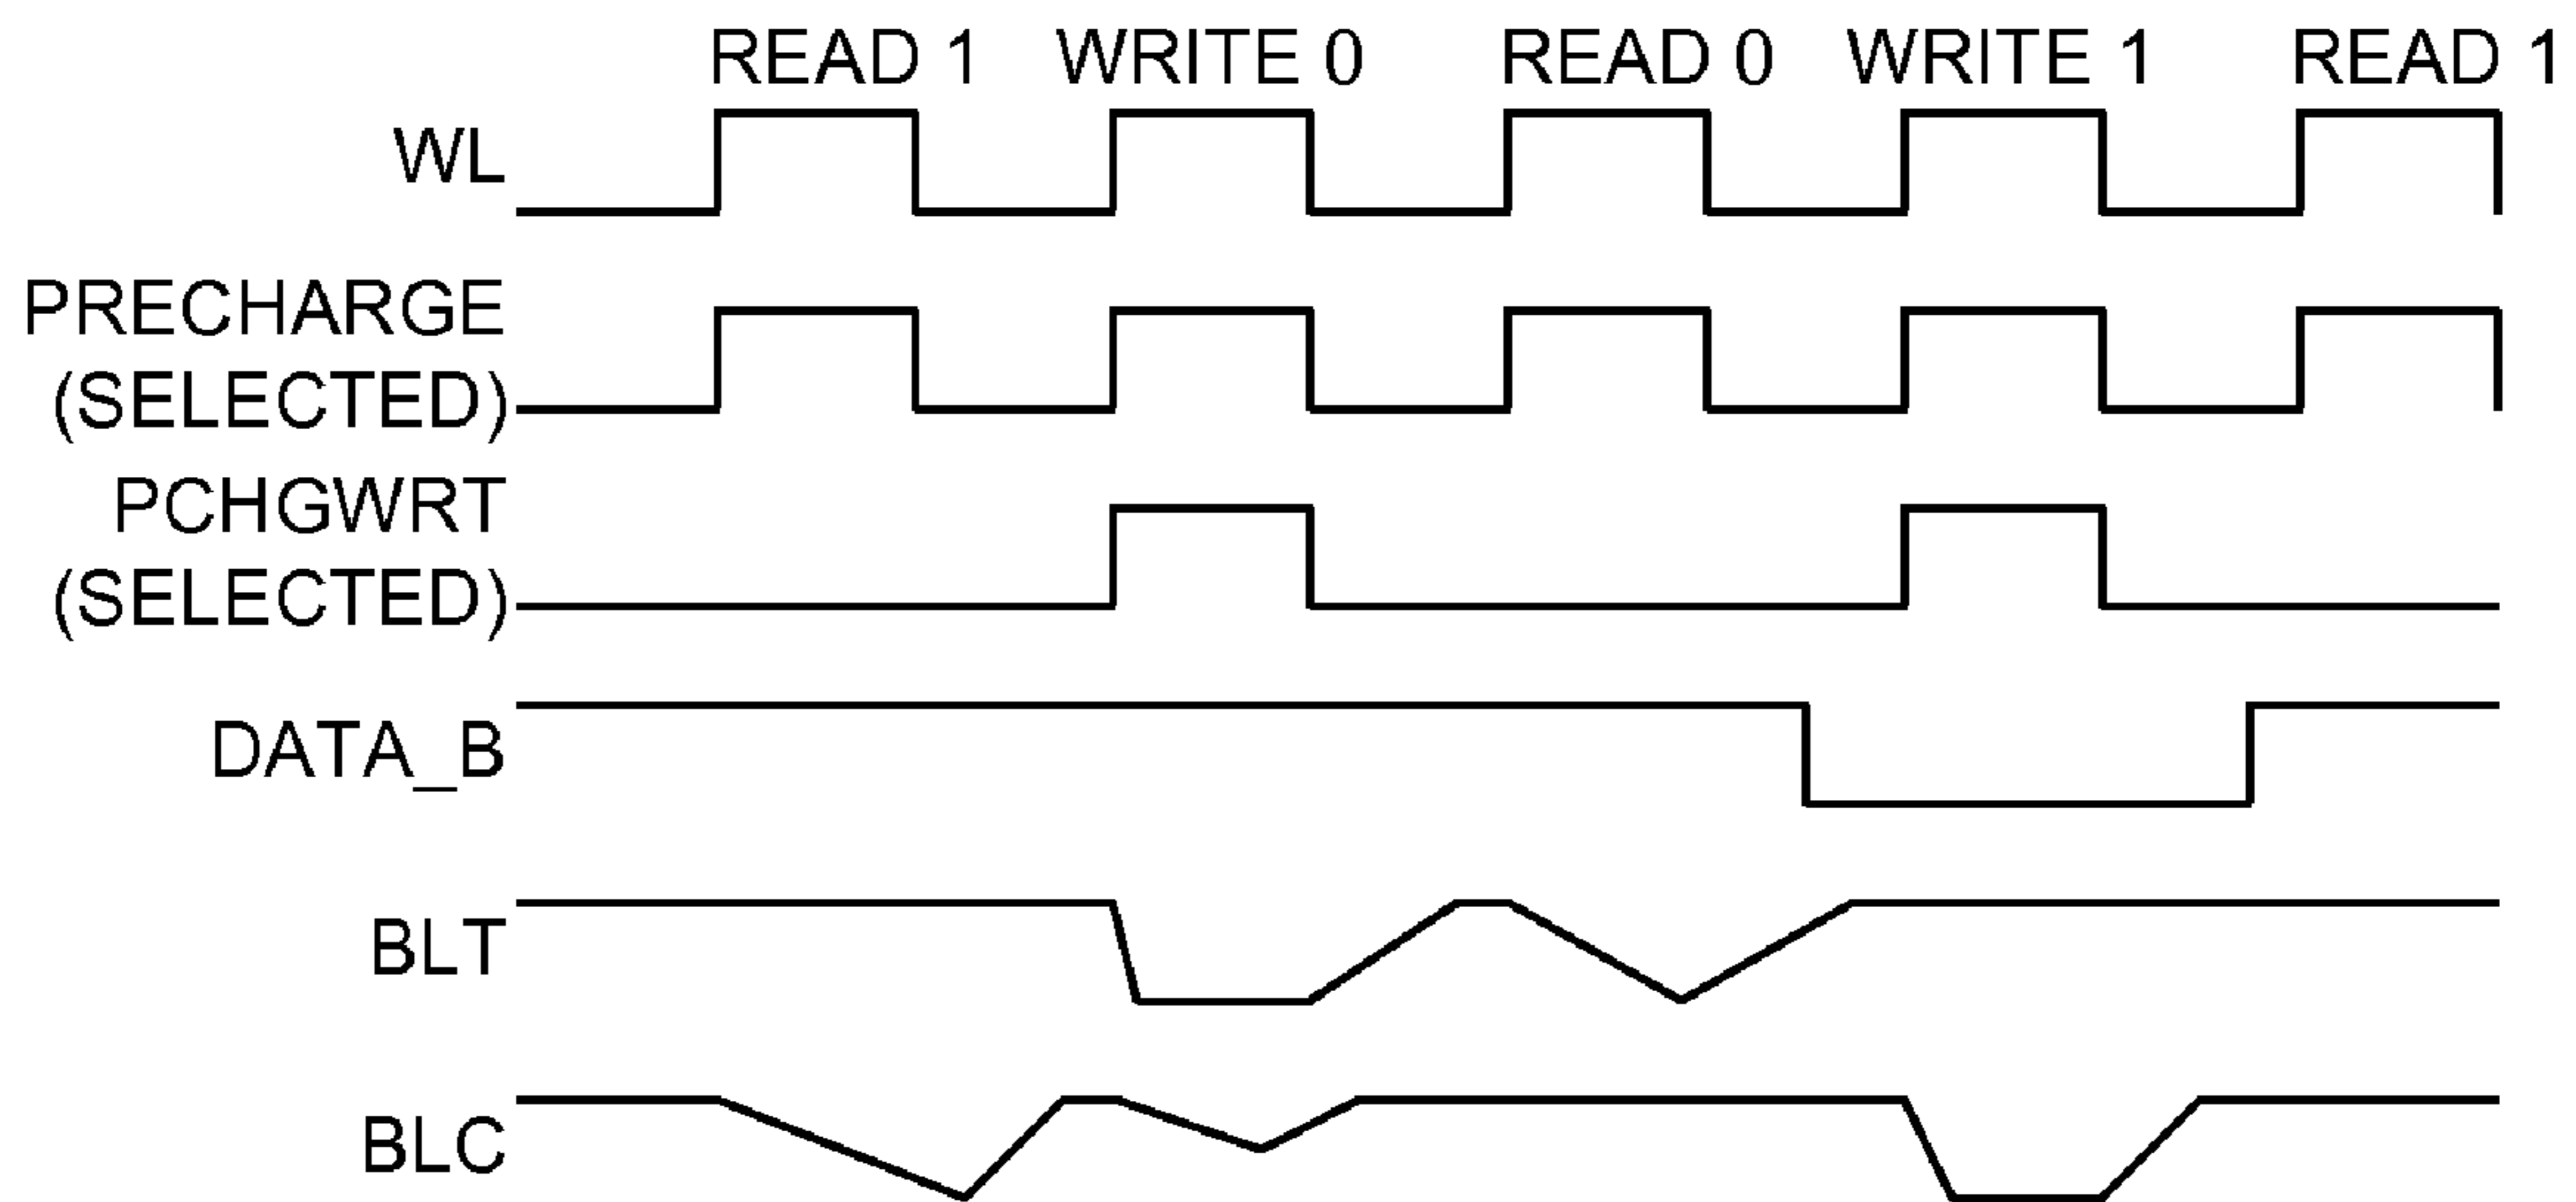 READ 1 WRITE 0 READ 0 WRITE 1 READ 1
WL
PRECHARGE
(SELECTED)
PCHGWRT
(SELECTED)
DATA_B
BLT
BLC